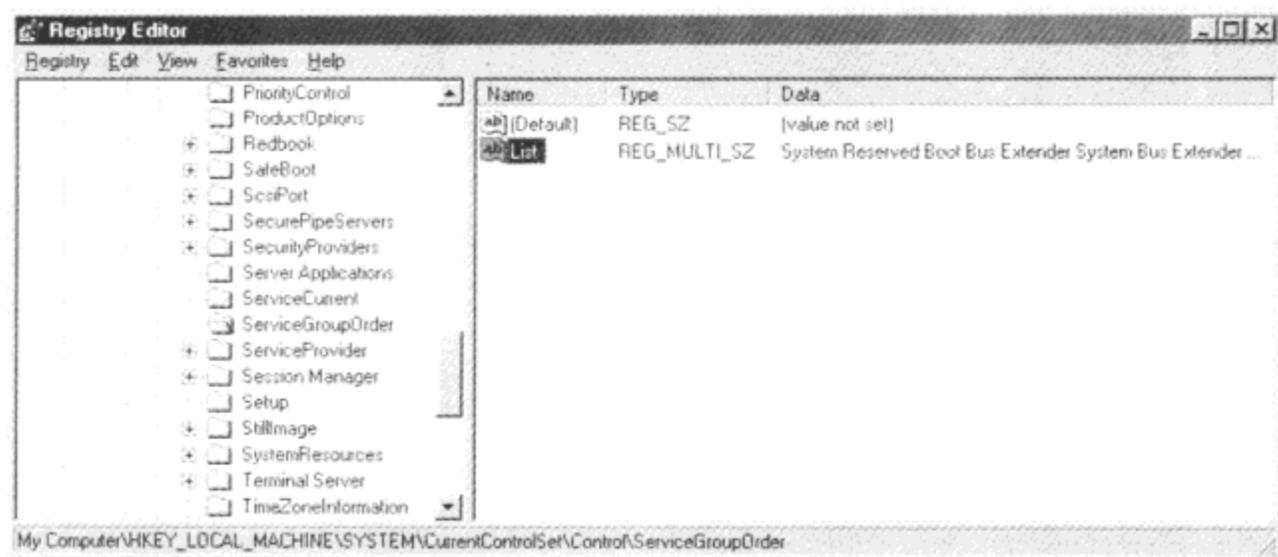 Registry Editor
Registry Edit View Favorites Help
PriorityControl
ProductOptions
Redbook
SafeBoot
ScsiPort
SecurePipeServers
SecurityProviders
Server Applications
ServiceCurrent
ServiceGroupOrder
ServiceProvider
Session Manager
Setup
StillImage
SystemResources
Terminal Server
TimeZoneInformation
Name Type Data
ab (Default) REG_SZ (value not set)
ab List REG_MULTI_SZ System Reserved Boot Bus Extender System Bus Extender ...
My Computer\HKEY_LOCAL_MACHINE\SYSTEM\CurrentControlSet\Control\ServiceGroupOrder